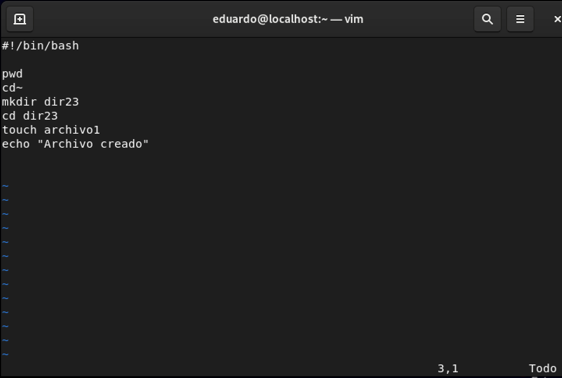 eduardo@localhost:~ — vim
#!/bin/bash
pwd
cd~
mkdir dir23
cd dir23
touch archivo1
echo "Archivo creado"
~
~
~
~
~
~
~
~
~
~
~
~
~
3,1 Todo